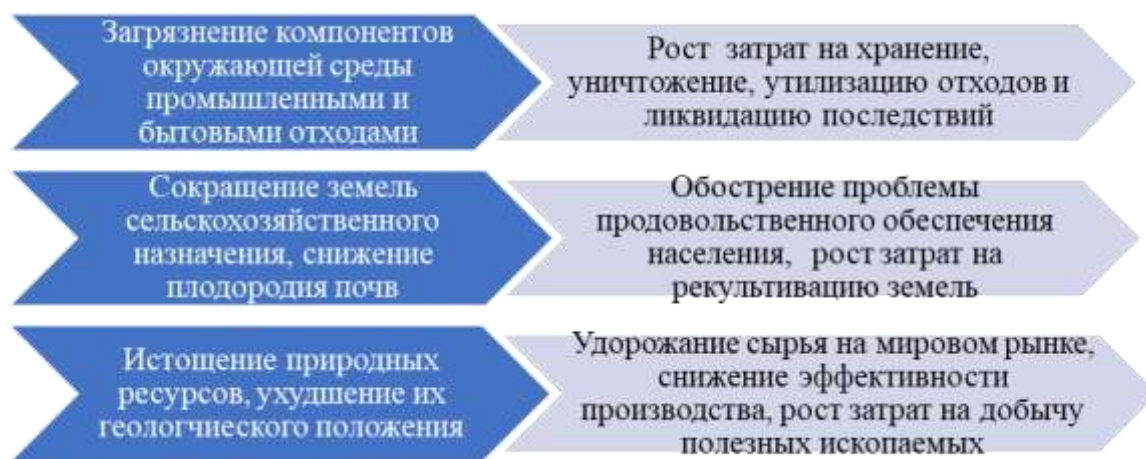 Загрязнение компонентов
окружающей среды
промышленными и
бытовыми отходами
Рост затрат на хранение,
уничтожение, утилизацию отходов и
ликвидацию последствий
Сокращение земель
сельскохозяйственного
назначения, снижение
плодородия почв
Обострение проблемы
продовольственного обеспечения
населения, рост затрат на
рекультивацию земель
Истощение природных
ресурсов, ухудшение их
геологчиеского положения
Удорожание сырья на мировом рынке,
снижение эффективности
производства, рост затрат на добычу
полезных ископаемых